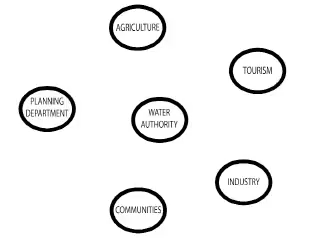 AGRICULTURE
TOURISM
PLANNING
DEPARTMENT
WATER
AUTHORITY
INDUSTRY
COMMUNITIES